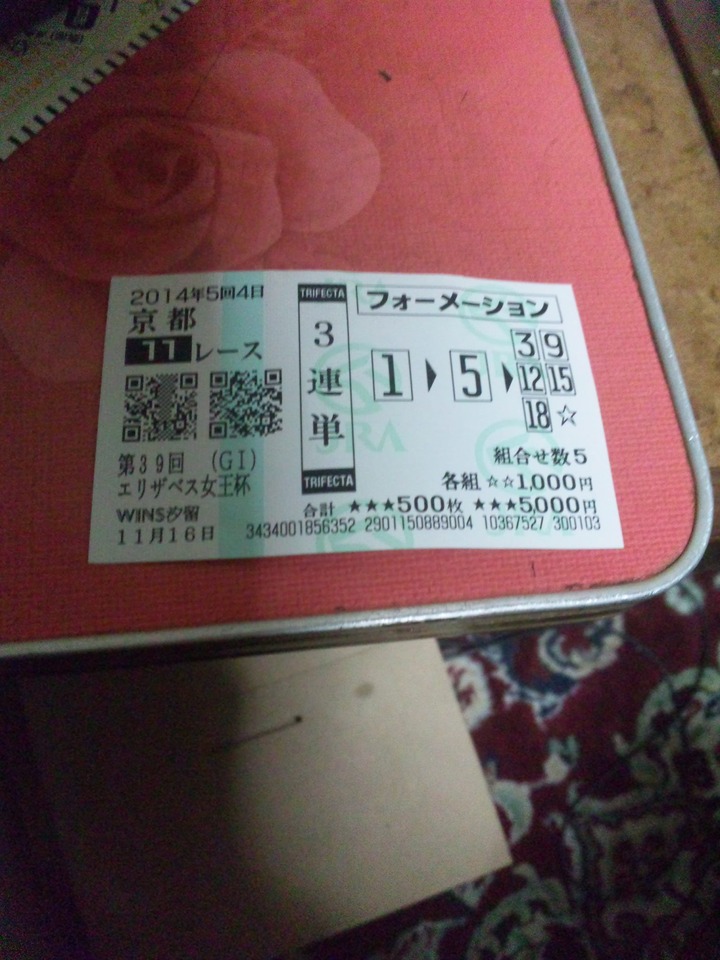 2014年5回4日
京都
11レース
第39回 (GI)
エリザベス女王杯
WINS汐留
11月16日
TRIFECTA
3連単
TRIFECTA
フォーメーション
1▶5▶3 9
12 15
18☆
組合せ数5
各組 ☆☆1,000円
合計 ★★★500枚 ★★★5,000円
3434001856352 2901150889004 10367527 300103
JRA